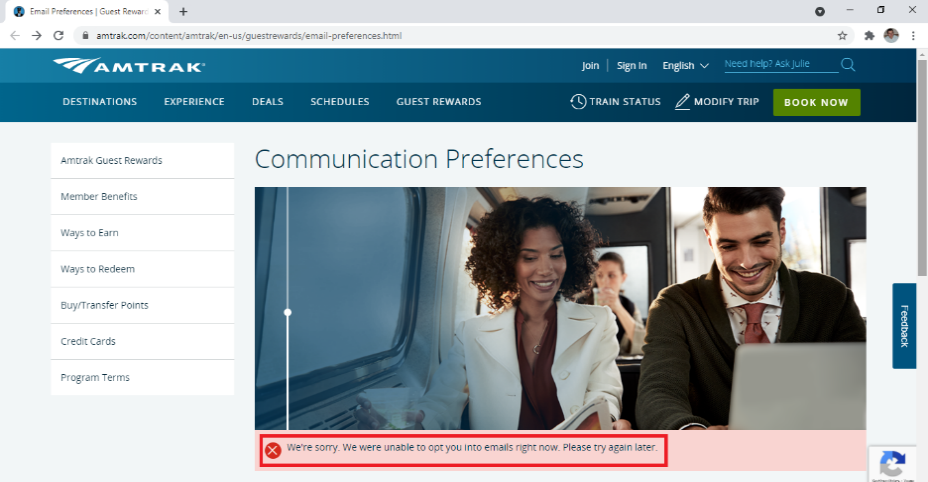 Email Preferences | Guest Reward
amtrak.com/content/amtrak/en-us/guestrewards/email-preferences.html
AMTRAK
Join | Sign In English Need help? Ask Julie
DESTINATIONS EXPERIENCE DEALS SCHEDULES GUEST REWARDS TRAIN STATUS MODIFY TRIP BOOK NOW
Amtrak Guest Rewards
Member Benefits
Ways to Earn
Ways to Redeem
Buy/Transfer Points
Credit Cards
Program Terms
Communication Preferences
Feedback
We're sorry. We were unable to opt you into emails right now. Please try again later.